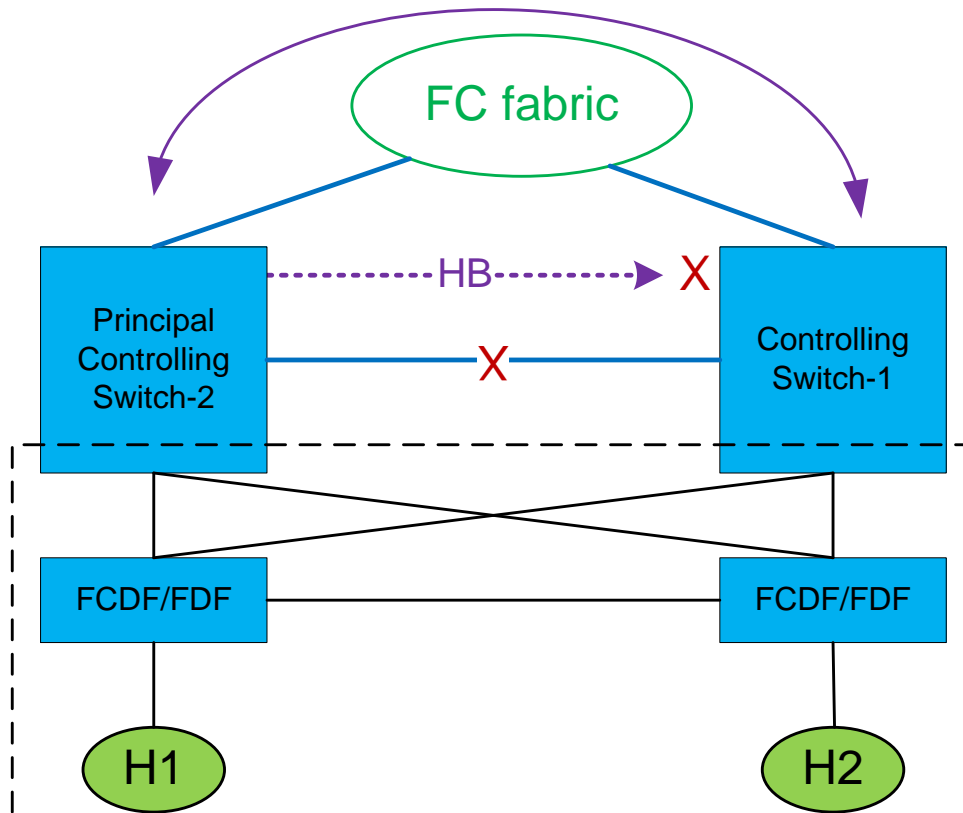 FC fabric
HB
X
Principal
Controlling
Switch-2
X
Controlling
Switch-1
FCDF/FDF
FCDF/FDF
H1
H2